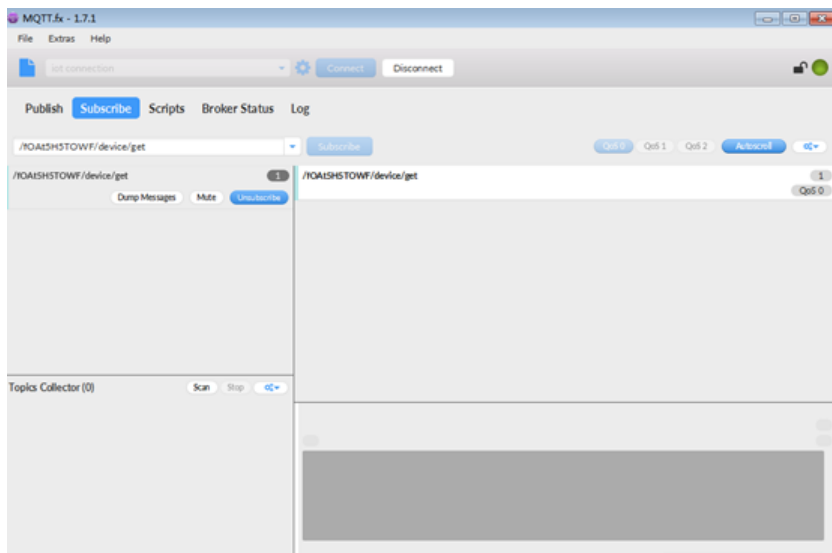 MQTT.fx - 1.7.1
File Extras Help
iot connection Connect Disconnect
Publish Subscribe Scripts Broker Status Log
/fOAt5H5TOWF/device/get Subscribe QoS 0 QoS 1 QoS 2 Autoscroll
/fOAt5H5TOWF/device/get 1
Dump Messages Mute Unsubscribe
/fOAt5H5TOWF/device/get 1
QoS 0
Topics Collector (0) Scan Stop